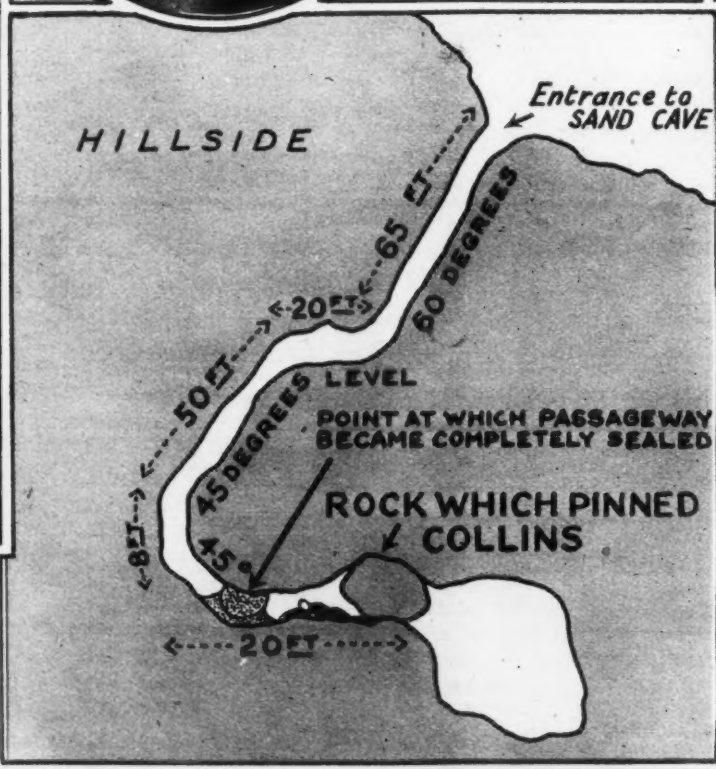 Entrance to
SAND CAVE
HILLSIDE
65 FT
60 DEGREES
20 FT
LEVEL
50 FT
45 DEGREES
POINT AT WHICH PASSAGEWAY
BECAME COMPLETELY SEALED
ROCK WHICH PINNED
COLLINS
8 FT
45°
20 FT